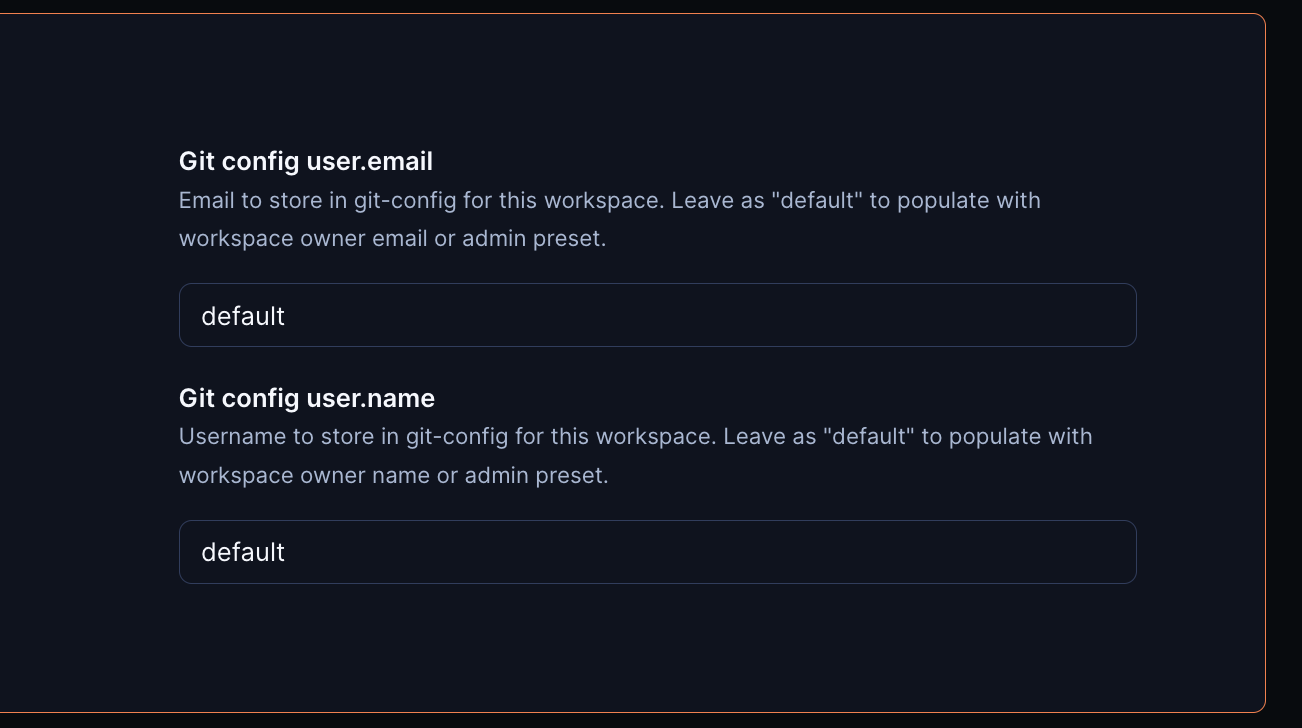 Git config user.email
Email to store in git-config for this workspace. Leave as "default" to populate with
workspace owner email or admin preset.
default
Git config user.name
Username to store in git-config for this workspace. Leave as "default" to populate with
workspace owner name or admin preset.
default